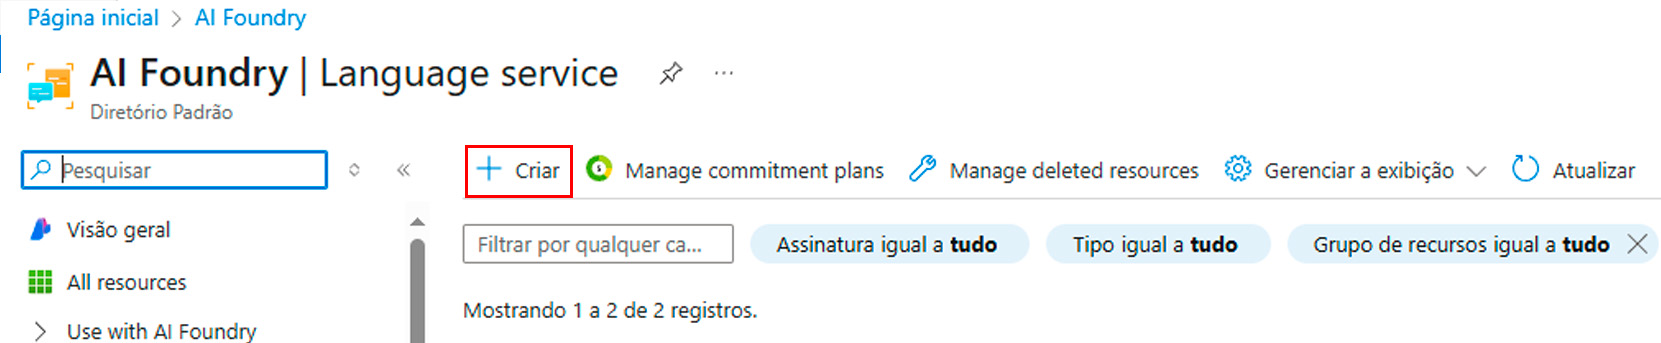 Página inicial > AI Foundry
AI Foundry | Language service
Diretório Padrão
Pesquisar
Criar Manage commitment plans Manage deleted resources Gerenciar a exibição Atualizar
Visão geral
Filtrar por qualquer ca... Assinatura igual a tudo Tipo igual a tudo Grupo de recursos igual a tudo
All resources
Mostrando 1 a 2 de 2 registros.
Use with AI Foundry